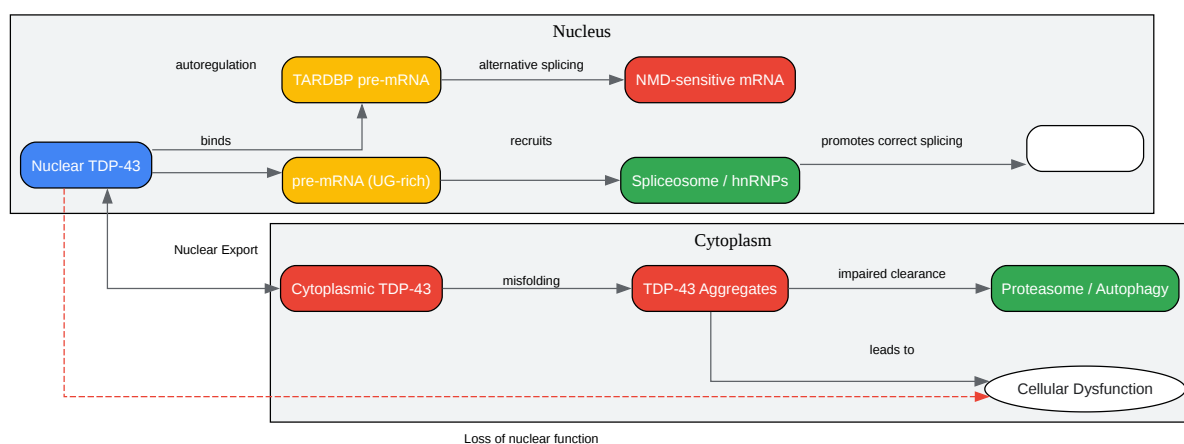 Nucleus
autoregulation
TARDBP pre-mRNA
alternative splicing
NMD-sensitive mRNA
Nuclear TDP-43
binds
pre-mRNA (UG-rich)
recruits
Spliceosome / hnRNPs
promotes correct splicing
Cytoplasm
Nuclear Export
Cytoplasmic TDP-43
misfolding
TDP-43 Aggregates
impaired clearance
Proteasome / Autophagy
leads to
Cellular Dysfunction
Loss of nuclear function